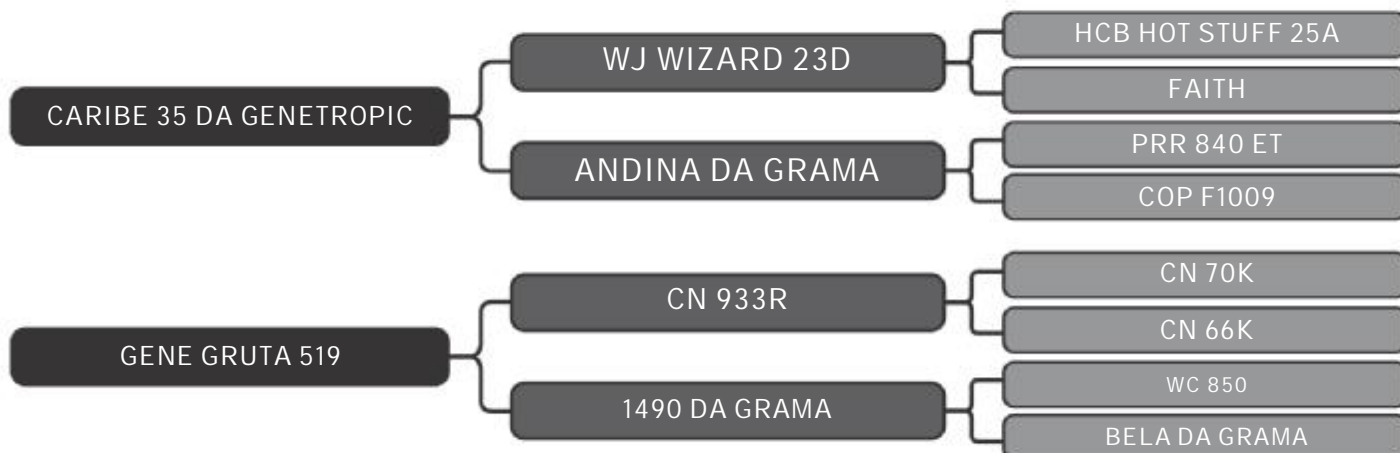 CARIBE 35 DA GENETROPIC
WJ WIZARD 23D
HCB HOT STUFF 25A
FAITH
ANDINA DA GRAMA
PRR 840 ET
COP F1009
GENE GRUTA 519
CN 933R
CN 70K
CN 66K
1490 DA GRAMA
WC 850
BELA DA GRAMA